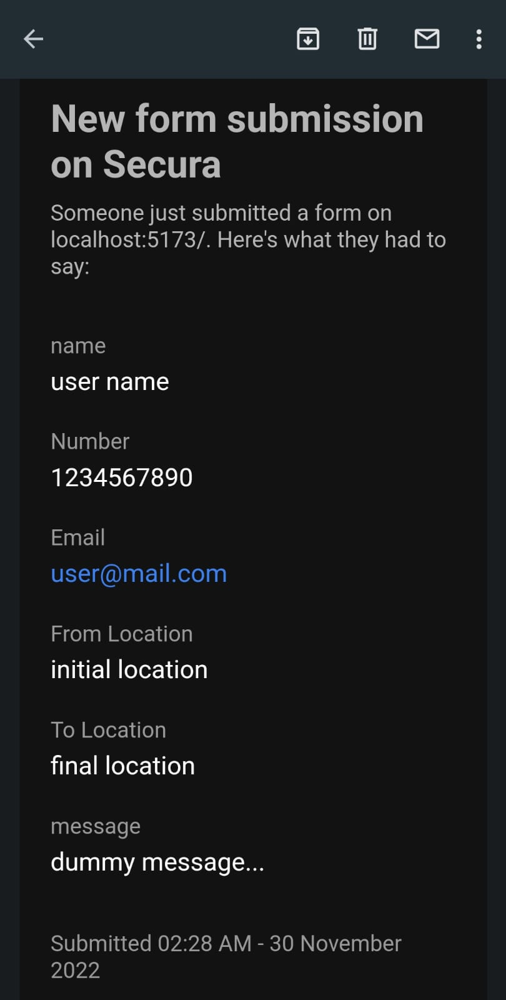 New form submission
on Secura
Someone just submitted a form on
localhost:5173/. Here's what they had to
say:
name
user name
Number
1234567890
Email
user@mail.com
From Location
initial location
To Location
final location
message
dummy message...
Submitted 02:28 AM - 30 November
2022